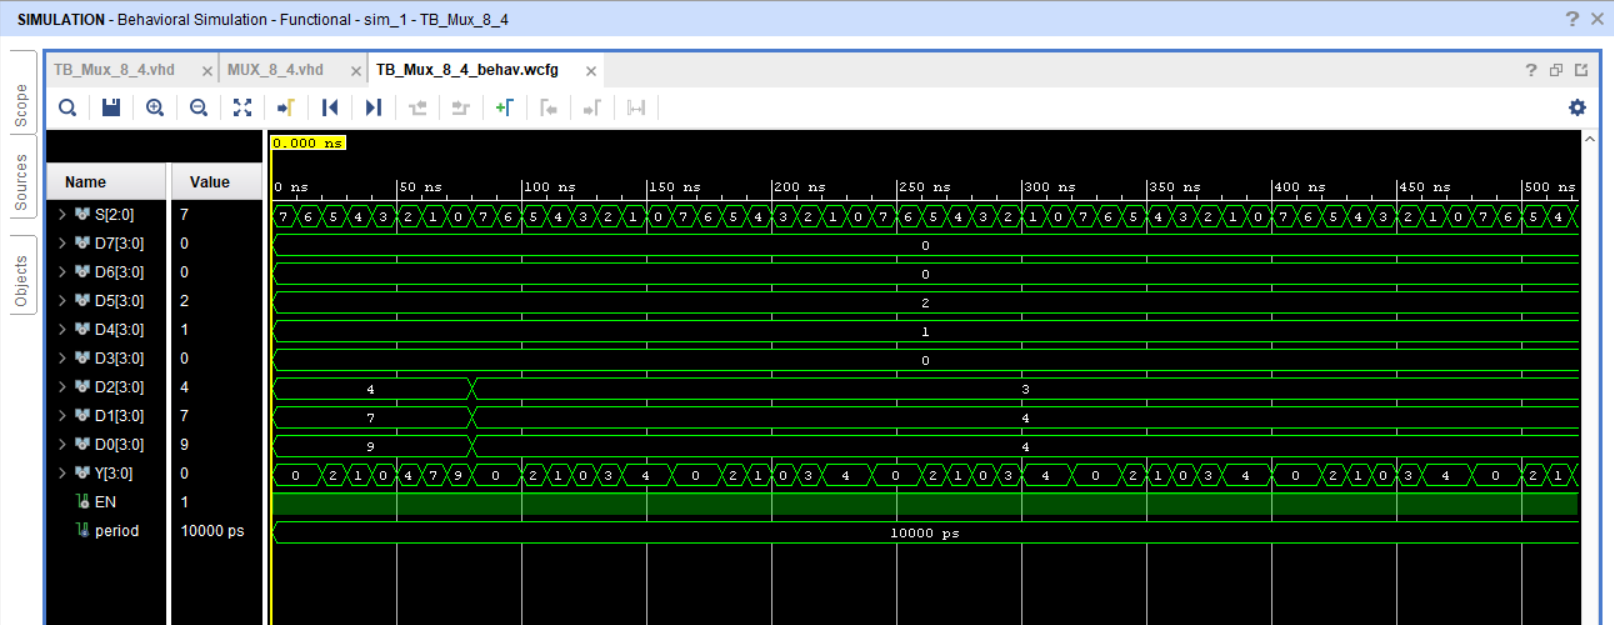 SIMULATION - Behavioral Simulation - Functional - sim_1 - TB_Mux_8_4
Scope
Sources
Objects
TB_Mux_8_4.vhd
MUX_8_4.vhd
TB_Mux_8_4_behav.wcfg
0.000 ns
Name Value
0 ns 50 ns 100 ns 150 ns 200 ns 250 ns 300 ns 350 ns 400 ns 450 ns 500 ns
S[2:0] 7 7 6 5 4 3 2 1 0 7 6 5 4 3 2 1 0 7 6 5 4 3 2 1 0 7 6 5 4 3 2 1 0 7 6 5 4 3 2 1 0 7 6 5 4 3 2 1 0 7 6 5 4
D7[3:0] 0 0
D6[3:0] 0 0
D5[3:0] 2 2
D4[3:0] 1 1
D3[3:0] 0 0
D2[3:0] 4 4 3
D1[3:0] 7 7 4
D0[3:0] 9 9 4
Y[3:0] 0 0 2 1 0 4 7 9 0 2 1 0 3 4 0 2 1 0 3 4 0 2 1 0 3 4 0 2 1 0 3 4 0 2 1 0 3 4 0 2 1
EN 1
period 10000 ps 10000 ps